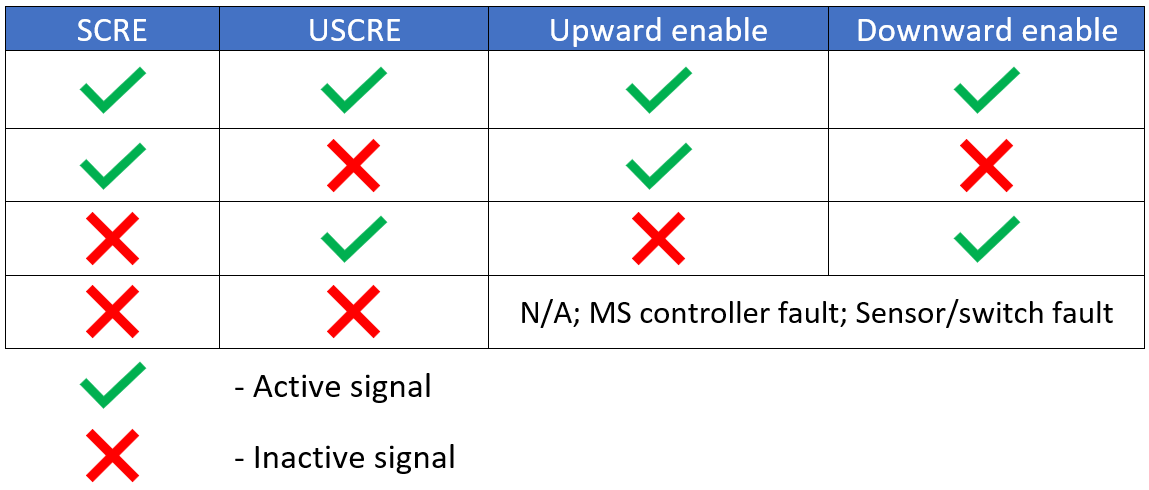 SCRE USCRE Upward enable Downward enable
N/A; MS controller fault; Sensor/switch fault
- Active signal
- Inactive signal